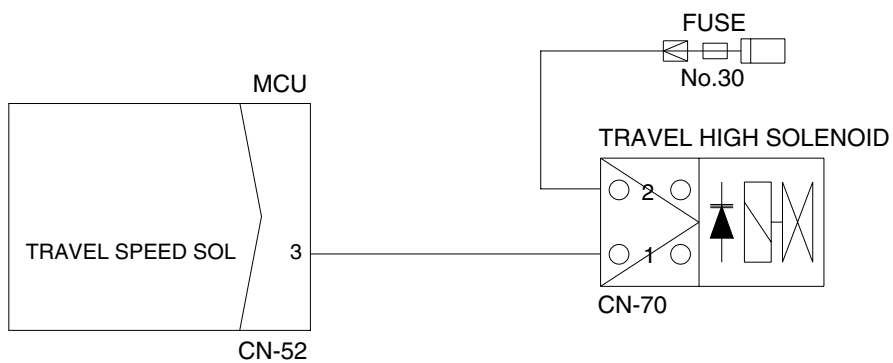 FUSE
No.30
MCU
TRAVEL HIGH SOLENOID
2
TRAVEL SPEED SOL 3
1
CN-70
CN-52